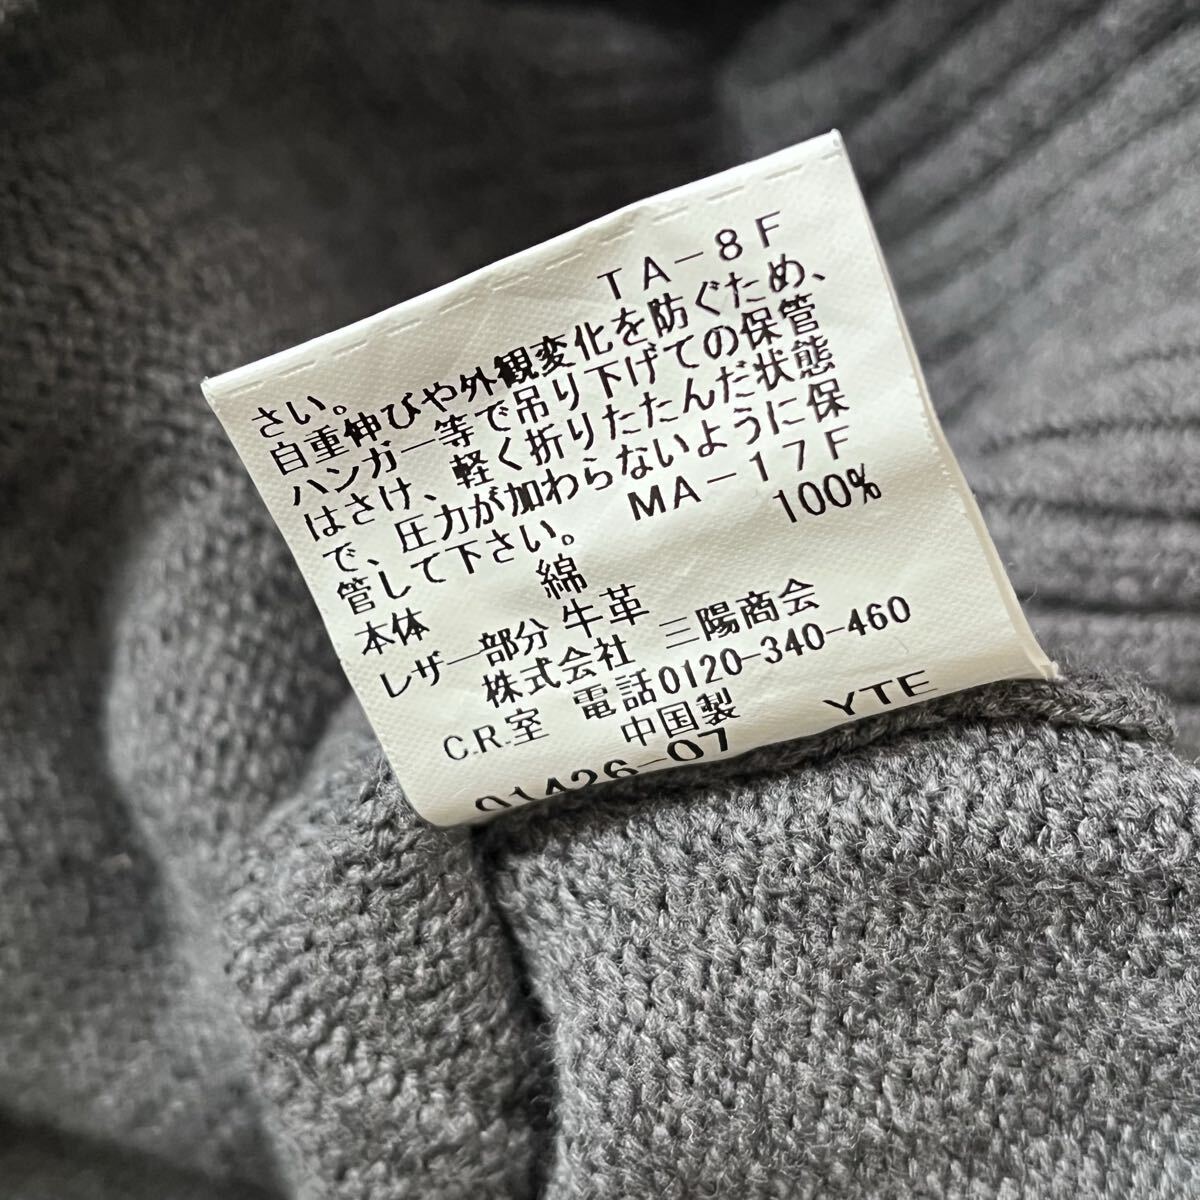 TA-8F
さい。
自重伸びや外観変化を防ぐため、
ハンガー等で吊り下げての保管
はさけ、軽く折りたたんだ状態
で、圧力が加わらないように保
管して下さい。 MA-17F
本体 綿 100%
レザー部分 牛革
株式会社 三陽商会
C.R.室 電話0120-340-460
中国製 YTE
01426-07